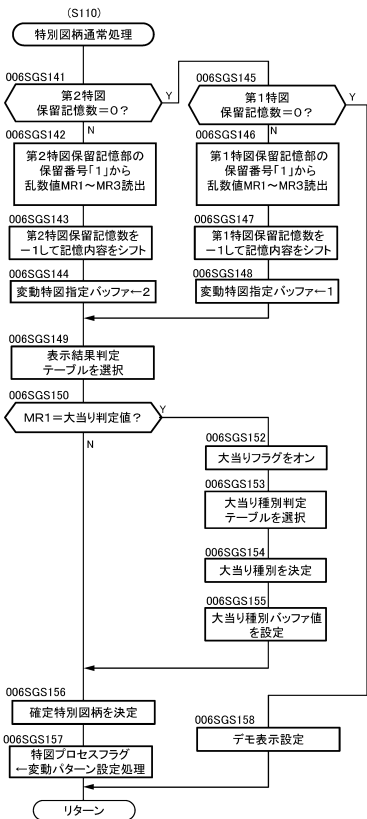 (S110)
特別図柄通常処理
006SGS141
第2特図
保留記憶数=0?
Y
N
006SGS145
第1特図
保留記憶数=0?
Y
N
006SGS142
第2特図保留記憶部の
保留番号「1」から
乱数値MR1～MR3読出
006SGS146
第1特図保留記憶部の
保留番号「1」から
乱数値MR1～MR3読出
006SGS143
第2特図保留記憶数を
－1して記憶内容をシフト
006SGS147
第1特図保留記憶数を
－1して記憶内容をシフト
006SGS144
変動特図指定バッファ←2
006SGS148
変動特図指定バッファ←1
006SGS149
表示結果判定
テーブルを選択
006SGS150
MR1=大当り判定値?
Y
N
006SGS152
大当りフラグをオン
006SGS153
大当り種別判定
テーブルを選択
006SGS154
大当り種別を決定
006SGS155
大当り種別バッファ値
を設定
006SGS156
確定特別図柄を決定
006SGS158
デモ表示設定
006SGS157
特図プロセスフラグ
←変動パターン設定処理
リターン